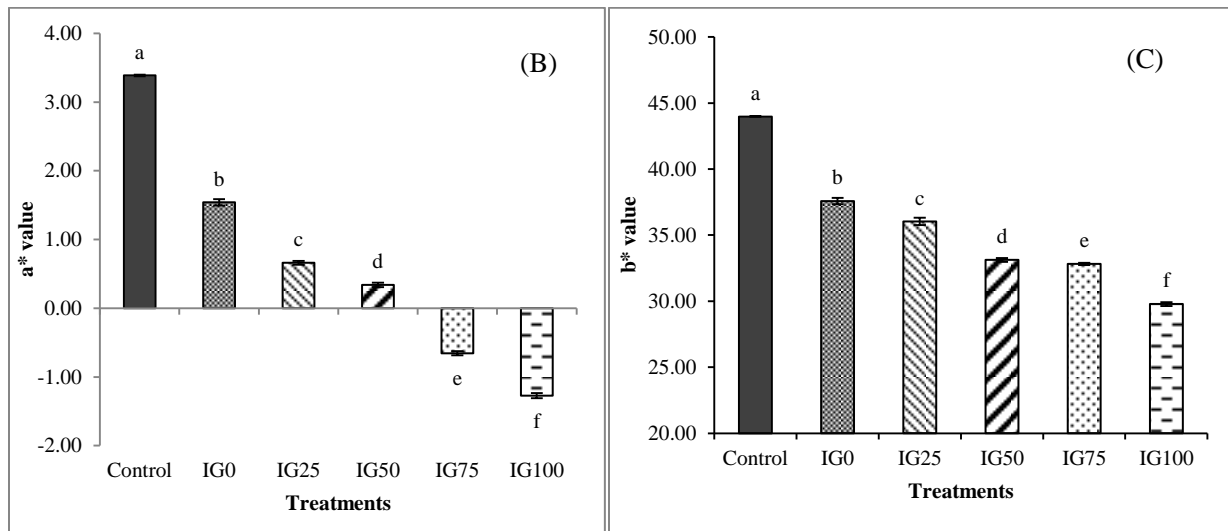 (B)
a* value
4.00
3.00
2.00
1.00
0.00
-1.00
-2.00
a
b
c
d
e
f
Control IG0 IG25 IG50 IG75 IG100
Treatments
(C)
b* value
50.00
45.00
40.00
35.00
30.00
25.00
20.00
a
b
c
d
e
f
Control IG0 IG25 IG50 IG75 IG100
Treatments